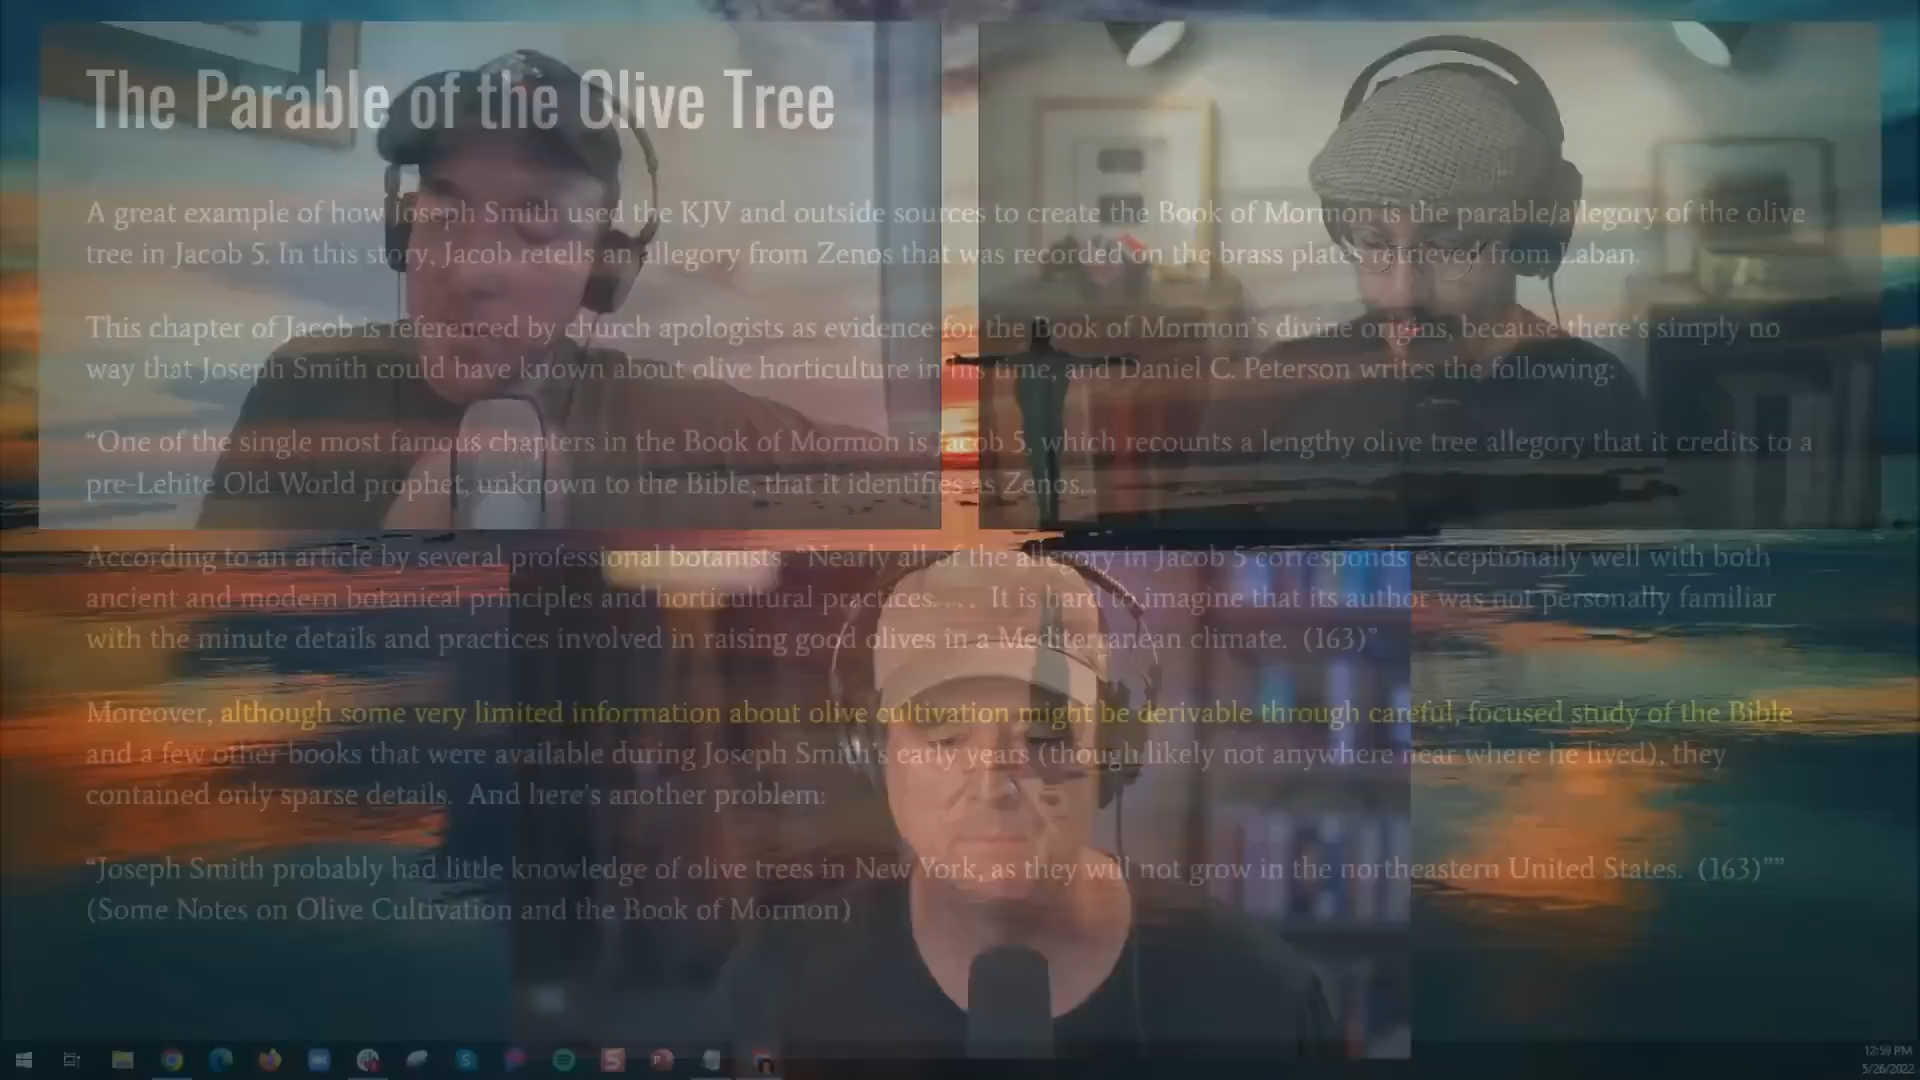 The Parable of the Olive Tree
A great example of how Joseph Smith used the KJV and outside sources to create the Book of Mormon is the parable/allegory of the olive
tree in Jacob 5. In this story, Jacob retells an allegory from Zenos that was recorded on the brass plates retrieved from Laban.
This chapter of Jacob is referenced by church apologists as evidence for the Book of Mormon's divine origins, because there's simply no
way that Joseph Smith could have known about olive horticulture in his time, and Daniel C. Peterson writes the following:
“One of the single most famous chapters in the Book of Mormon is Jacob 5, which recounts a lengthy olive tree allegory that it credits to a
pre-Lehite Old World prophet, unknown to the Bible, that it identifies as Zenos…
According to an article by several professional botanists, “Nearly all of the allegory in Jacob 5 corresponds exceptionally well with both
ancient and modern botanical principles and horticultural practices. . . .  It is hard to imagine that its author was not personally familiar
with the minute details and practices involved in raising good olives in a Mediterranean climate.  (163)”
Moreover, although some very limited information about olive cultivation might be derivable through careful, focused study of the Bible
and a few other books that were available during Joseph Smith's early years (though likely not anywhere near where he lived), they
contained only sparse details.  And here's another problem:
“Joseph Smith probably had little knowledge of olive trees in New York, as they will not grow in the northeastern United States.  (163)””
(Some Notes on Olive Cultivation and the Book of Mormon)
12:59 PM
5/26/2022